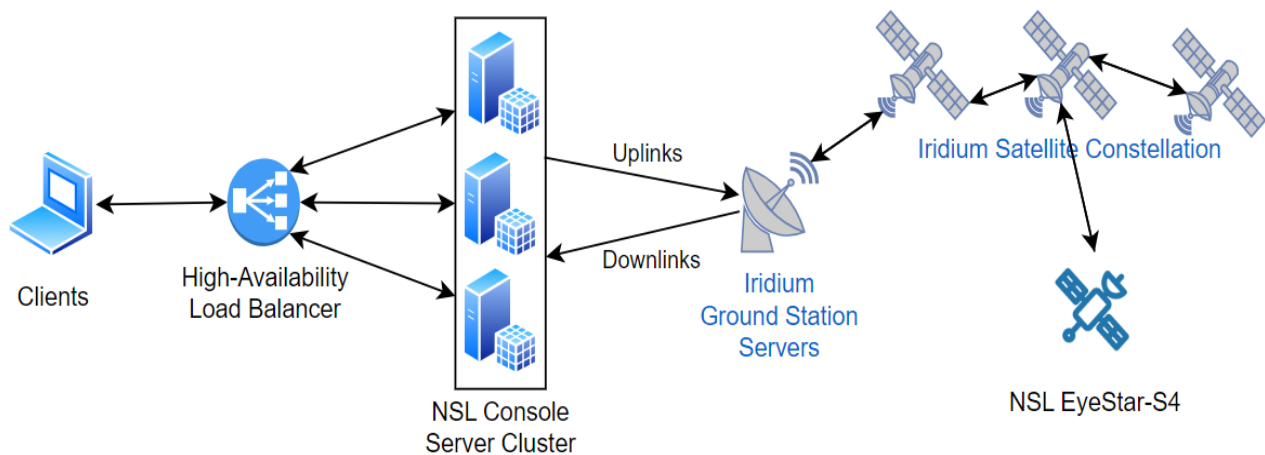 Clients
High-Availability
Load Balancer
NSL Console
Server Cluster
Uplinks
Downlinks
Iridium
Ground Station
Servers
Iridium Satellite Constellation
NSL EyeStar-S4